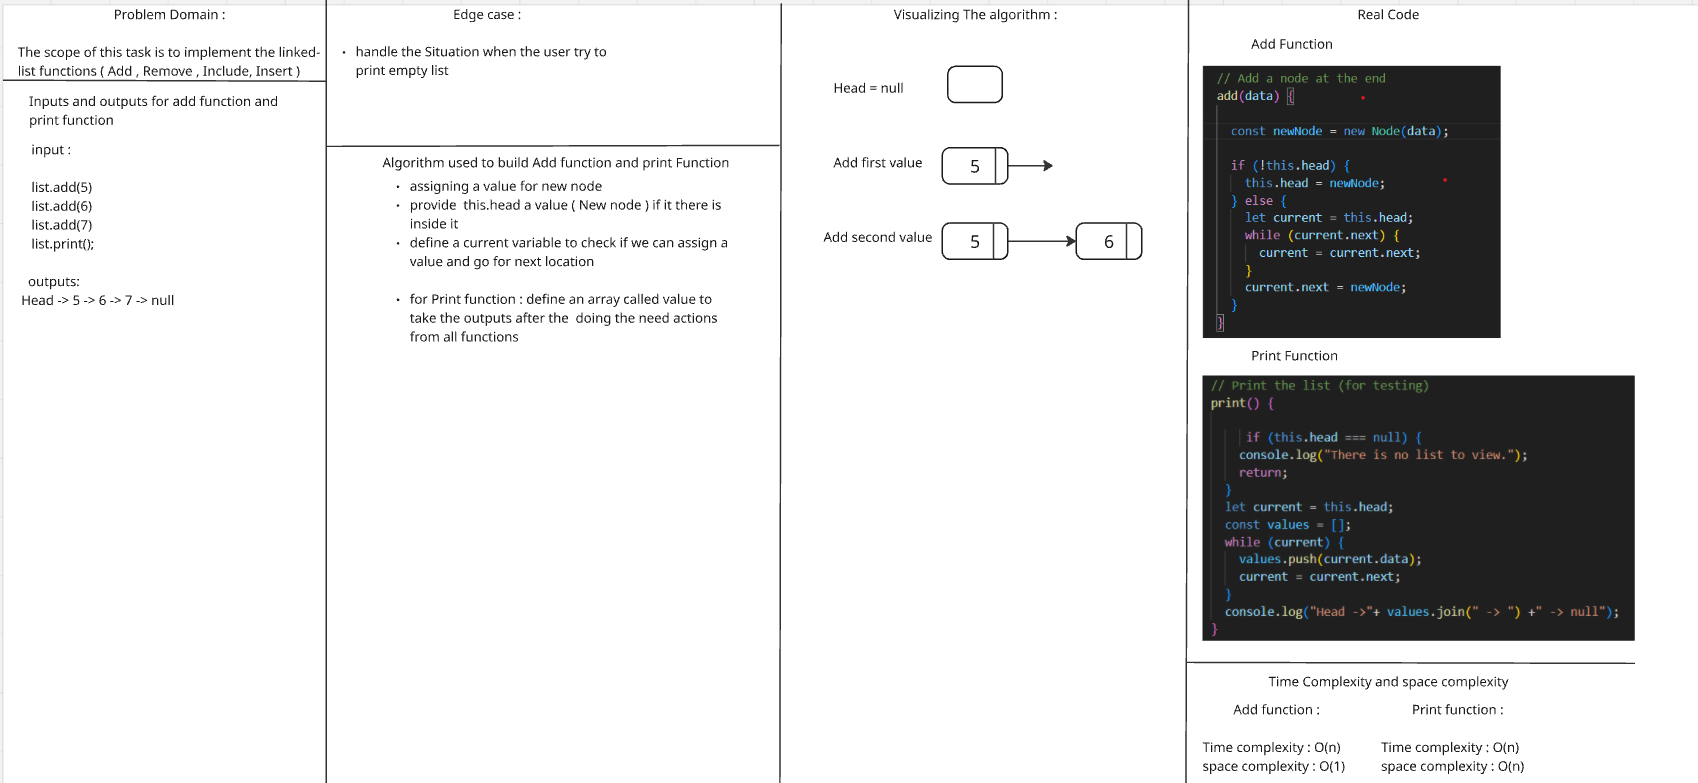 Problem Domain :
The scope of this task is to implement the linked-
list functions ( Add , Remove , Include, Insert )
Inputs and outputs for add function and
print function
input :
list.add(5)
list.add(6)
list.add(7)
list.print();
outputs:
Head -> 5 -> 6 -> 7 -> null
Edge case :
• handle the Situation when the user try to
print empty list
Algorithm used to build Add function and print Function
• assigning a value for new node
• provide  this.head a value ( New node ) if it there is
inside it
• define a current variable to check if we can assign a
value and go for next location
• for Print function : define an array called value to
take the outputs after the  doing the need actions
from all functions
Visualizing The algorithm :
Head = null
Add first value
5
Add second value
5
6
Real Code
Add Function
// Add a node at the end
add(data) {
const newNode = new Node(data);
if (!this.head) {
this.head = newNode;
} else {
let current = this.head;
while (current.next) {
current = current.next;
}
current.next = newNode;
}
}
Print Function
// Print the list (for testing)
print() {
if (this.head === null) {
console.log("There is no list to view.");
return;
}
let current = this.head;
const values = [];
while (current) {
values.push(current.data);
current = current.next;
}
console.log("Head ->"+ values.join(" -> ") +" -> null");
}
Time Complexity and space complexity
Add function :
Time complexity : O(n)
space complexity : O(1)
Print function :
Time complexity : O(n)
space complexity : O(n)